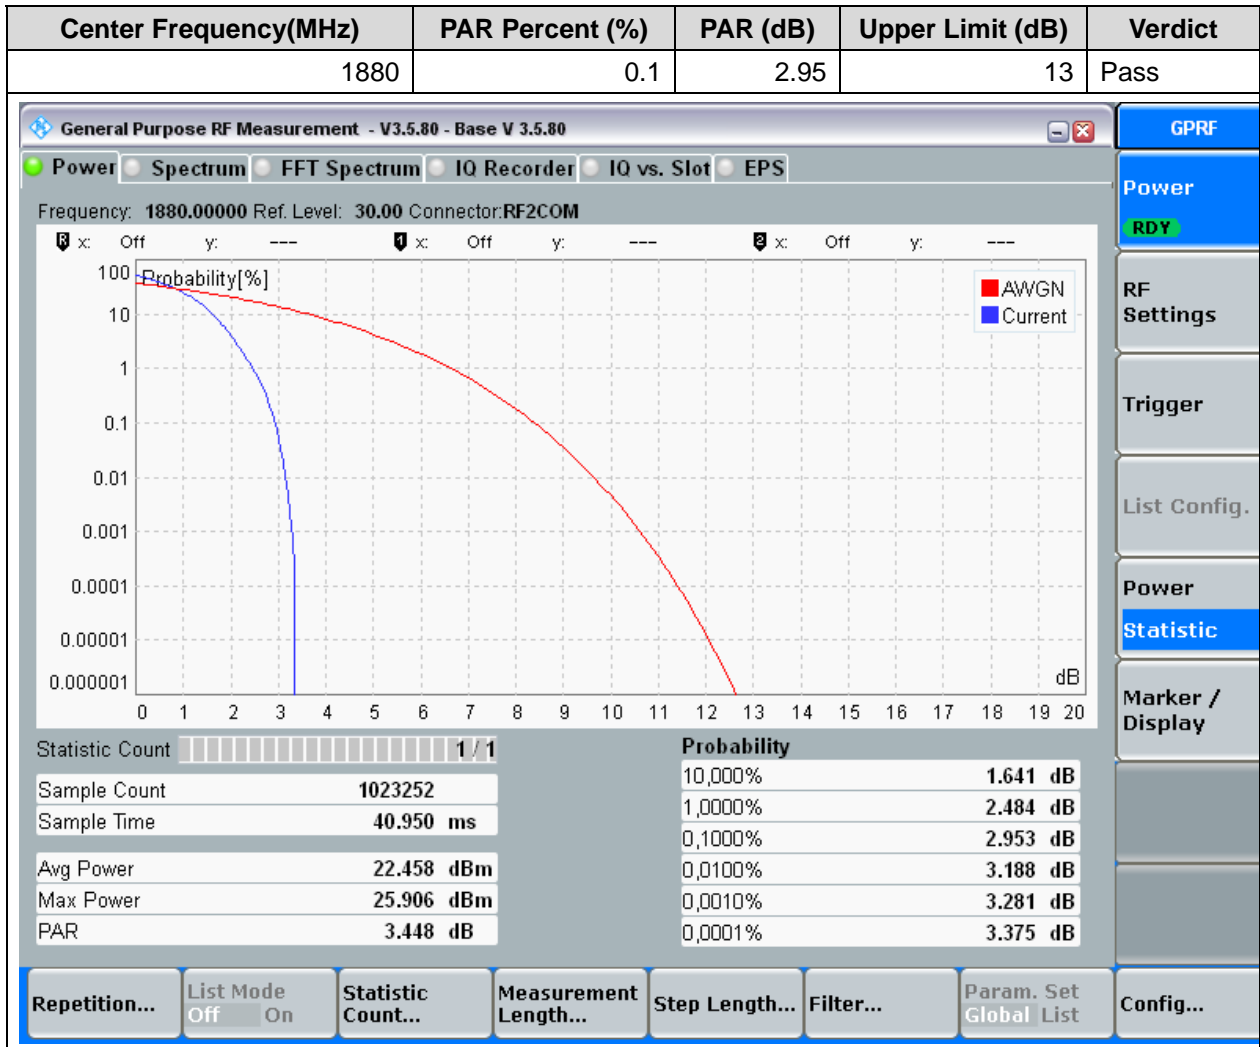 Center Frequency(MHz) PAR Percent (%) PAR (dB) Upper Limit (dB) Verdict
1880 0.1 2.95 13 Pass
General Purpose RF Measurement - V3.5.80 - Base V 3.5.80
GPRF
Power Spectrum FFT Spectrum IQ Recorder IQ vs. Slot EPS
Frequency: 1880.00000 Ref. Level: 30.00 Connector:RF2COM
R x: Off y: --- 1 x: Off y: --- 2 x: Off y: ---
Probability[%]
AWGN
Current
100
10
1
0.1
0.01
0.001
0.0001
0.00001
0.000001
dB
0 1 2 3 4 5 6 7 8 9 10 11 12 13 14 15 16 17 18 19 20
Statistic Count 1 / 1
Sample Count 1023252
Sample Time 40.950 ms
Avg Power 22.458 dBm
Max Power 25.906 dBm
PAR 3.448 dB
Probability
10,000% 1.641 dB
1,0000% 2.484 dB
0,1000% 2.953 dB
0,0100% 3.188 dB
0,0010% 3.281 dB
0,0001% 3.375 dB
Power
RDY
RF
Settings
Trigger
List Config.
Power
Statistic
Marker /
Display
Repetition...
List Mode
Off On
Statistic
Count...
Measurement
Length...
Step Length...
Filter...
Param. Set
Global List
Config...